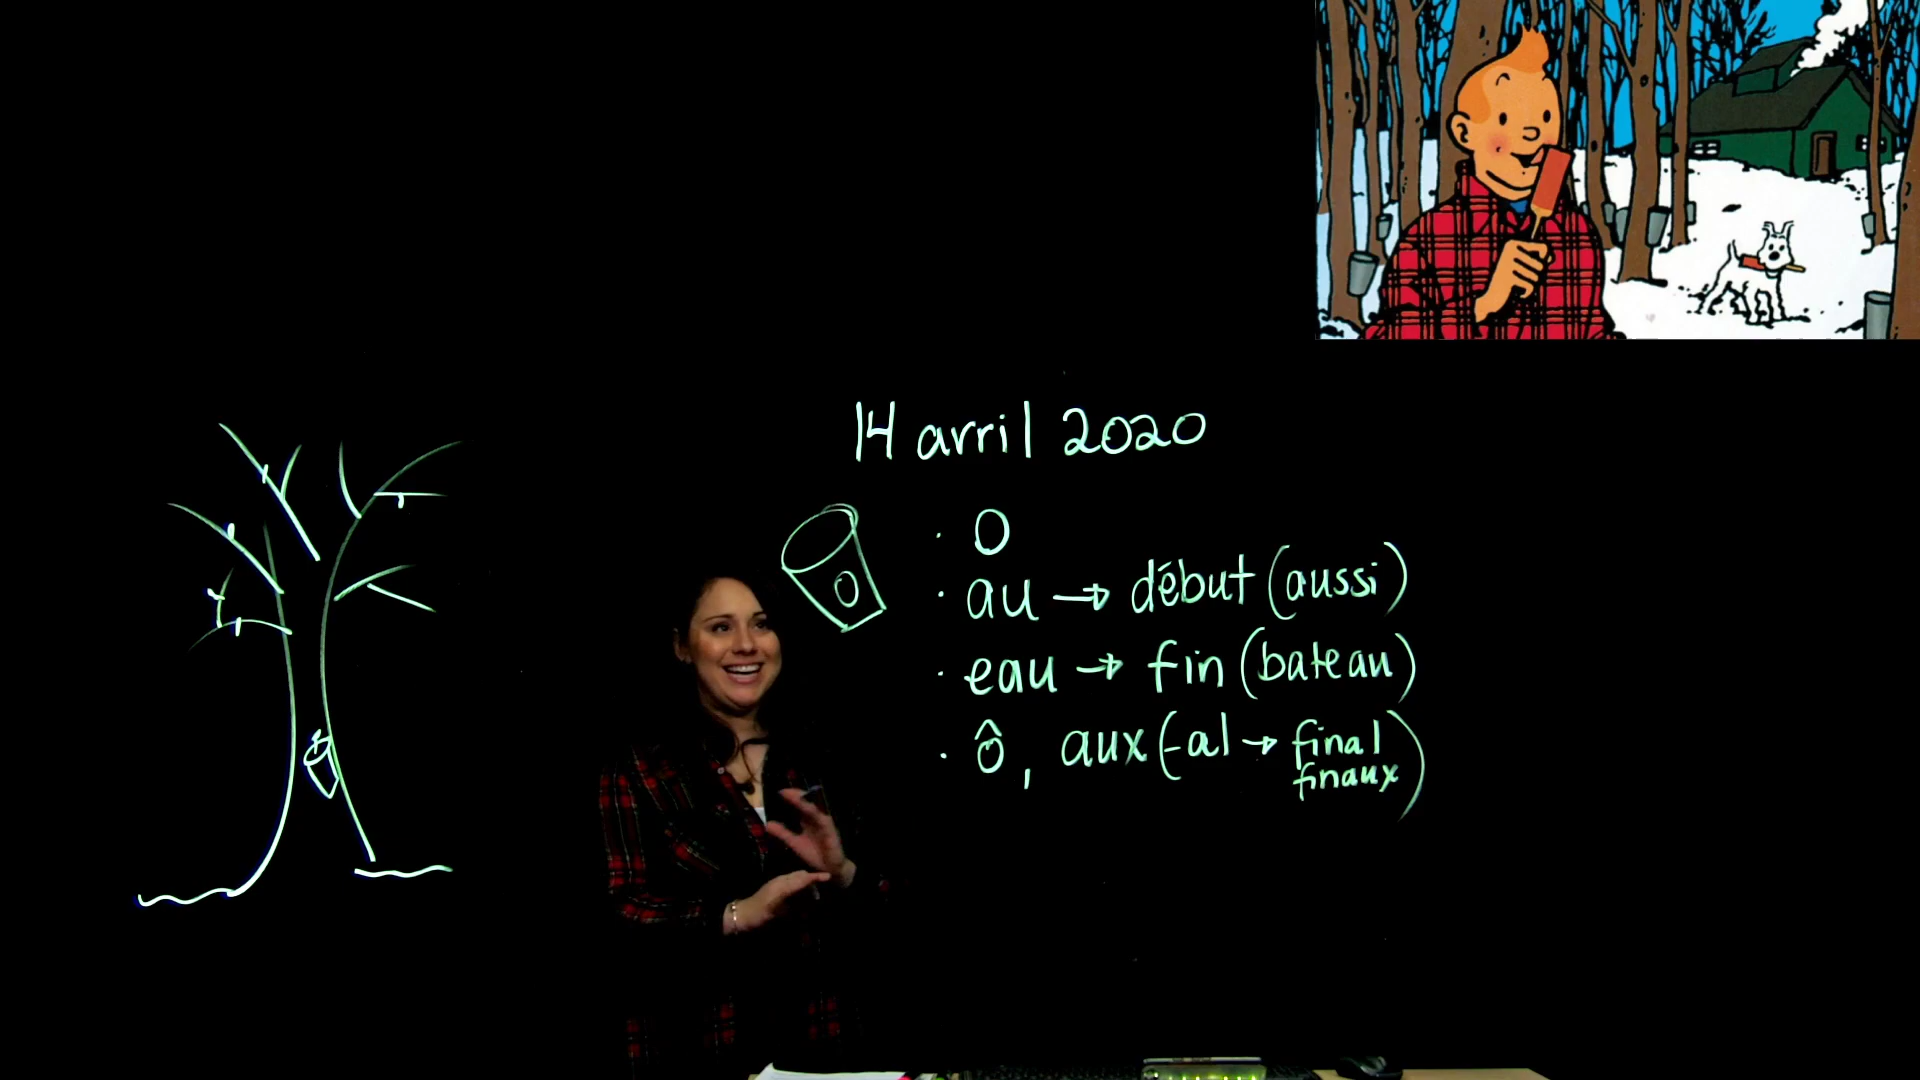 14 avril 2020
O
· O
· au → début (aussi)
· eau → fin (bateau)
· ô, aux (-al → final
finaux)